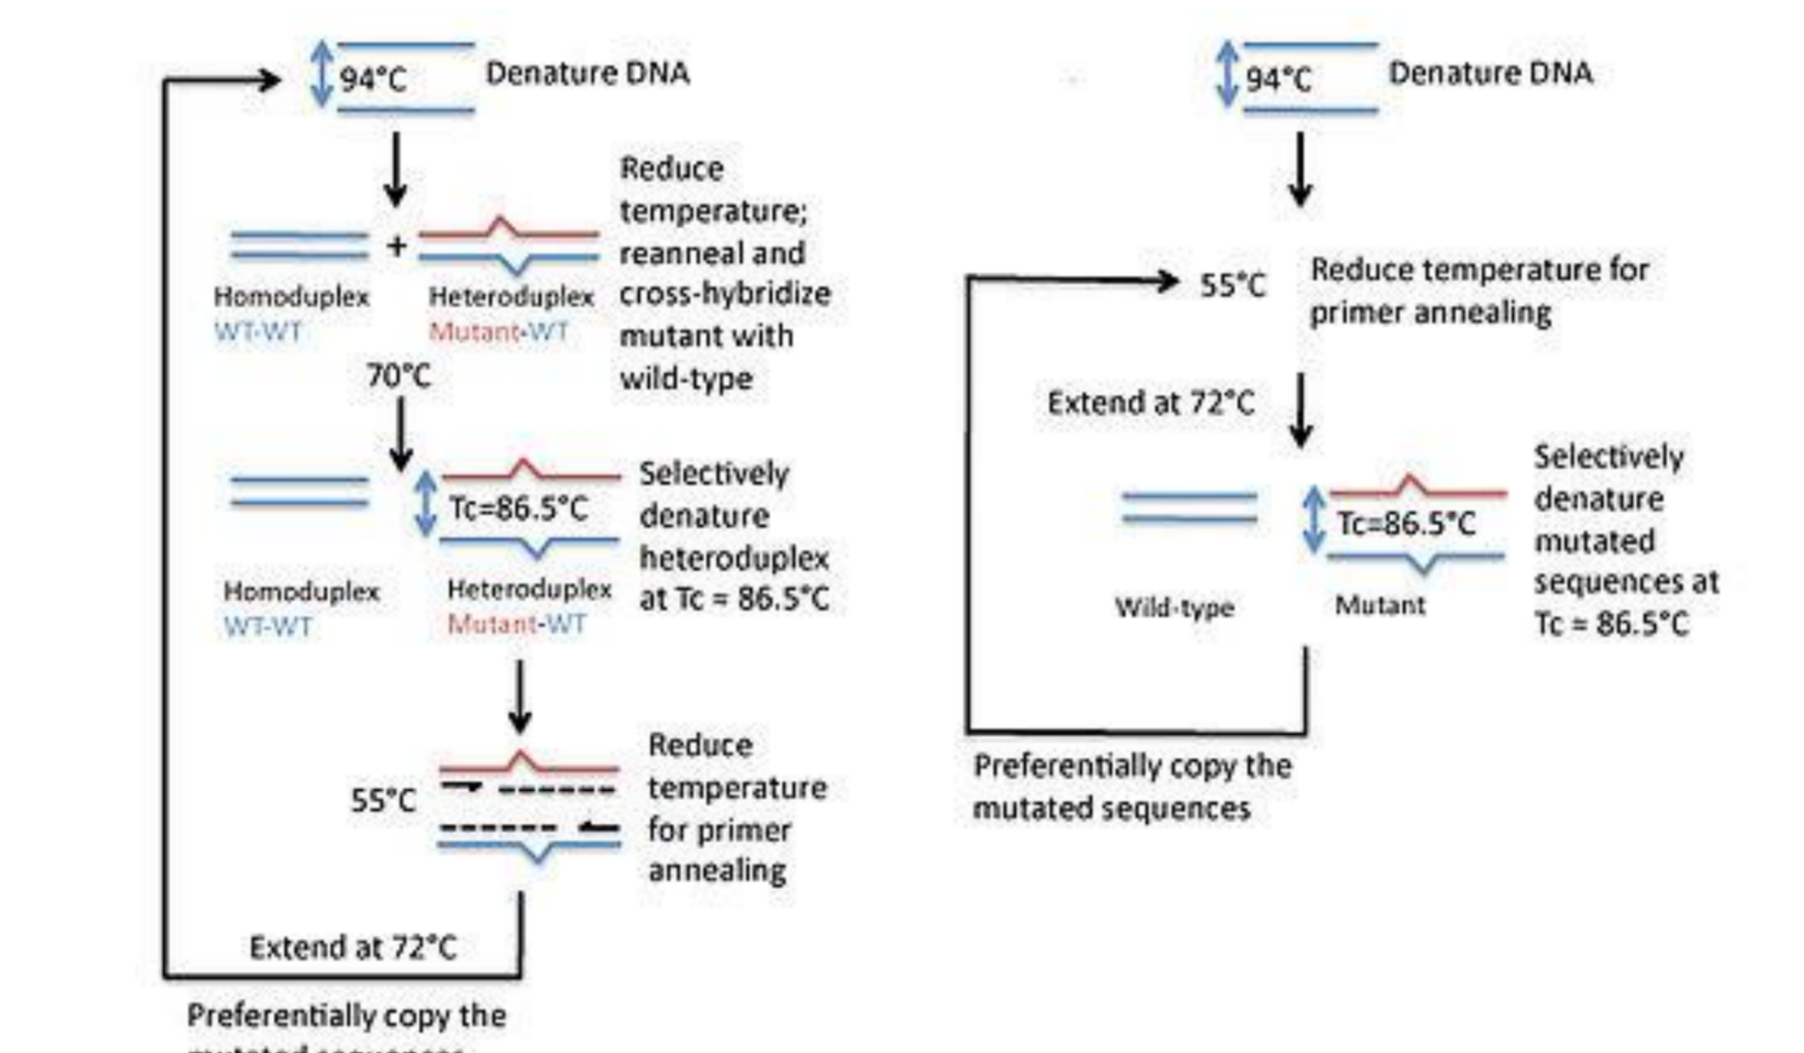 94°C
Denature DNA
Reduce
temperature;
reanneal and
cross-hybridize
mutant with
wild-type
+
Homoduplex
WT-WT
Heteroduplex
Mutant-WT
70°C
Tc=86.5°C
Selectively
denature
heteroduplex
at Tc = 86.5°C
Homoduplex
WT-WT
Heteroduplex
Mutant-WT
55°C
Reduce
temperature
for primer
annealing
Extend at 72°C
Preferentially copy the
mutated sequences
94°C
Denature DNA
55°C
Reduce temperature for
primer annealing
Extend at 72°C
Tc=86.5°C
Selectively
denature
mutated
sequences at
Tc = 86.5°C
Wild-type
Mutant
Preferentially copy the
mutated sequences